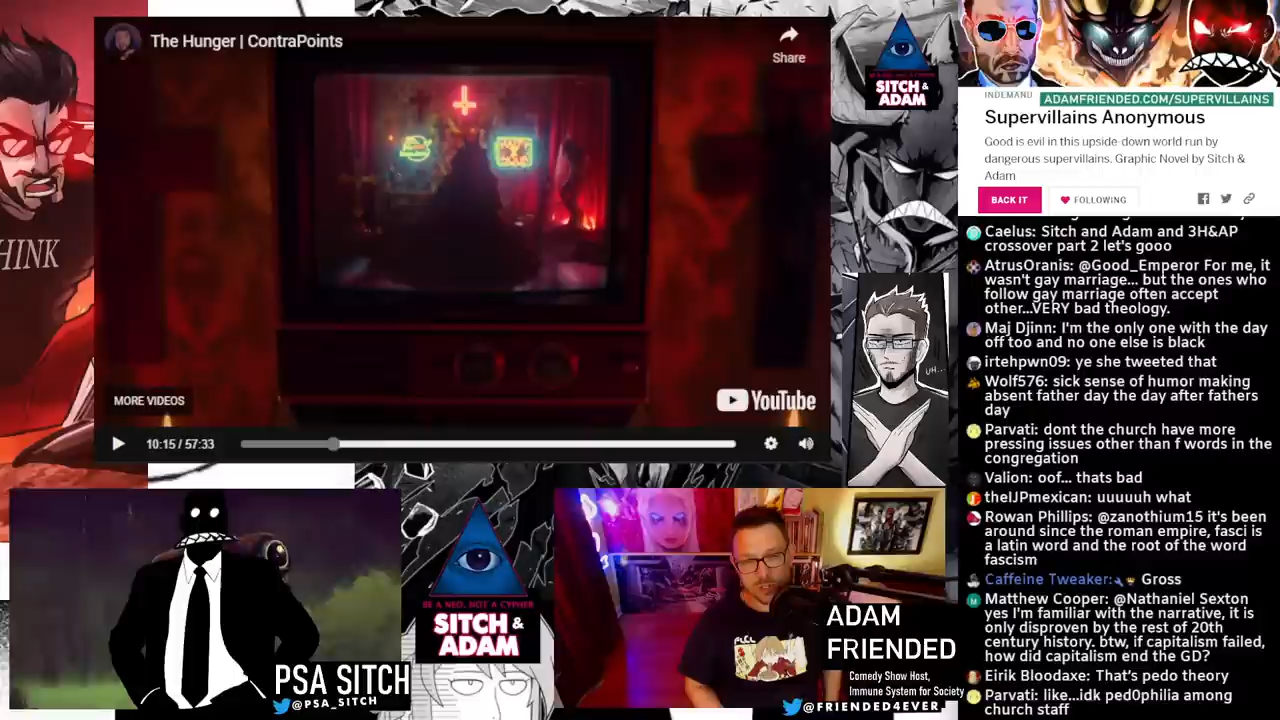 The Hunger | ContraPoints
Share
MORE VIDEOS
YouTube
10:15 / 57:33
HINK
BE A NEO, NOT A CYPHER
SITCH &
ADAM
UH...
INDEMAND
ADAMFRIENDED.COM/SUPERVILLAINS
Supervillains Anonymous
Good is evil in this upside-down world run by
dangerous supervillains. Graphic Novel by Sitch &
Adam
BACK IT
FOLLOWING
Caelus: Sitch and Adam and 3H&AP
crossover part 2 let's gooo
AtrusOranis: @Good_Emperor For me, it
wasn't gay marriage... but the ones who
follow gay marriage often accept
other...VERY bad theology.
Maj Djinn: I'm the only one with the day
off too and no one else is black
irtehpwn09: ye she tweeted that
Wolf576: sick sense of humor making
absent father day the day after fathers
day
Parvati: dont the church have more
pressing issues other than f words in the
congregation
Valion: oof... thats bad
theIJPmexican: uuuuuh what
Rowan Phillips: @zanothium15 it's been
around since the roman empire, fasci is
a latin word and the root of the word
fascism
Caffeine Tweaker: Gross
M
Matthew Cooper: @Nathaniel Sexton
yes I'm familiar with the narrative, it is
only disproven by the rest of 20th
century history. btw, if capitalism failed,
how did capitalism end the GD?
Eirik Bloodaxe: That's pedo theory
Parvati: like...idk ped0philia among
church staff
PSA SITCH
@PSA_SITCH
BE A NEO, NOT A CYPHER
SITCH &
ADAM
FLCL
ADAM
FRIENDED
Comedy Show Host,
Immune System for Society
@FRIENDED4EVER